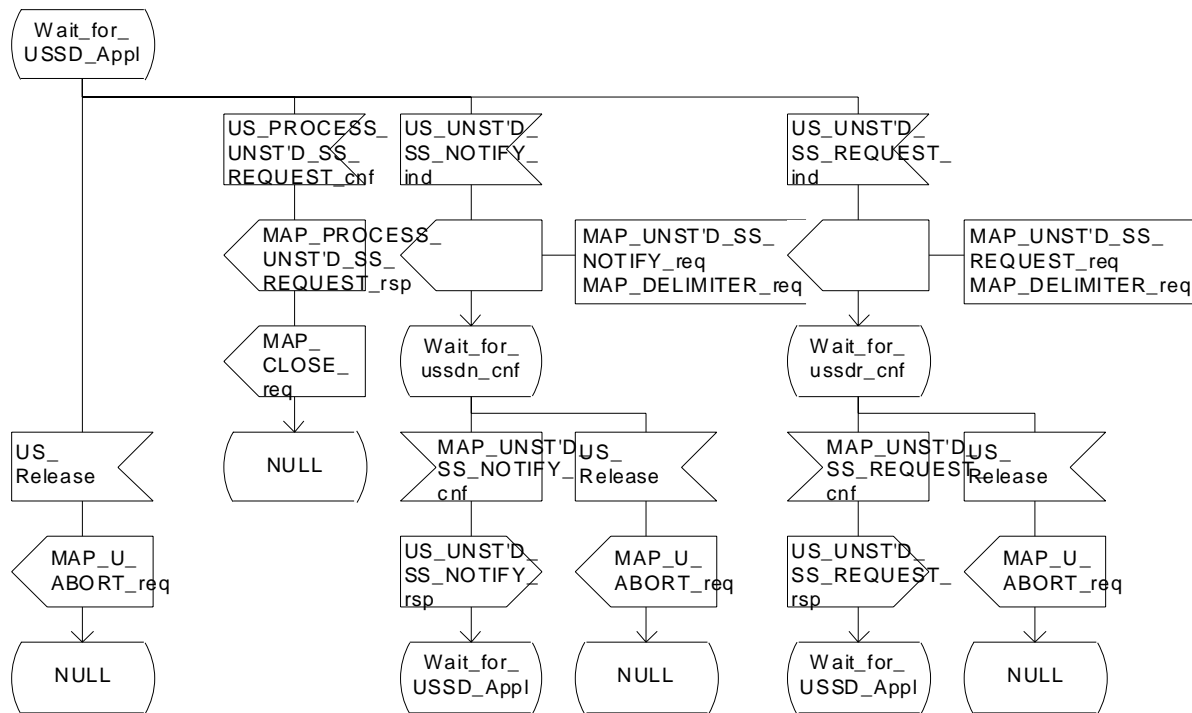 Wait_for_
USSD_Appl
US_PROCESS_
UNST'D_SS_
REQUEST_cnf
US_UNST'D_
SS_NOTIFY_
ind
US_UNST'D_
SS_REQUEST_
ind
MAP_PROCESS_
UNST'D_SS_
REQUEST_rsp
MAP_UNST'D_SS_
NOTIFY_req
MAP_DELIMITER_req
MAP_UNST'D_SS_
REQUEST_req
MAP_DELIMITER_req
MAP_
CLOSE_
req
Wait_for_
ussdn_cnf
Wait_for_
ussdr_cnf
US_
Release
NULL
MAP_UNST'D_
SS_NOTIFY_
cnf
US_
Release
MAP_UNST'D_
SS_REQUEST_
cnf
US_
Release
MAP_U_
ABORT_req
US_UNST'D_
SS_NOTIFY_
rsp
MAP_U_
ABORT_req
US_UNST'D_
SS_REQUEST_
rsp
MAP_U_
ABORT_req
NULL
Wait_for_
USSD_Appl
NULL
Wait_for_
USSD_Appl
NULL